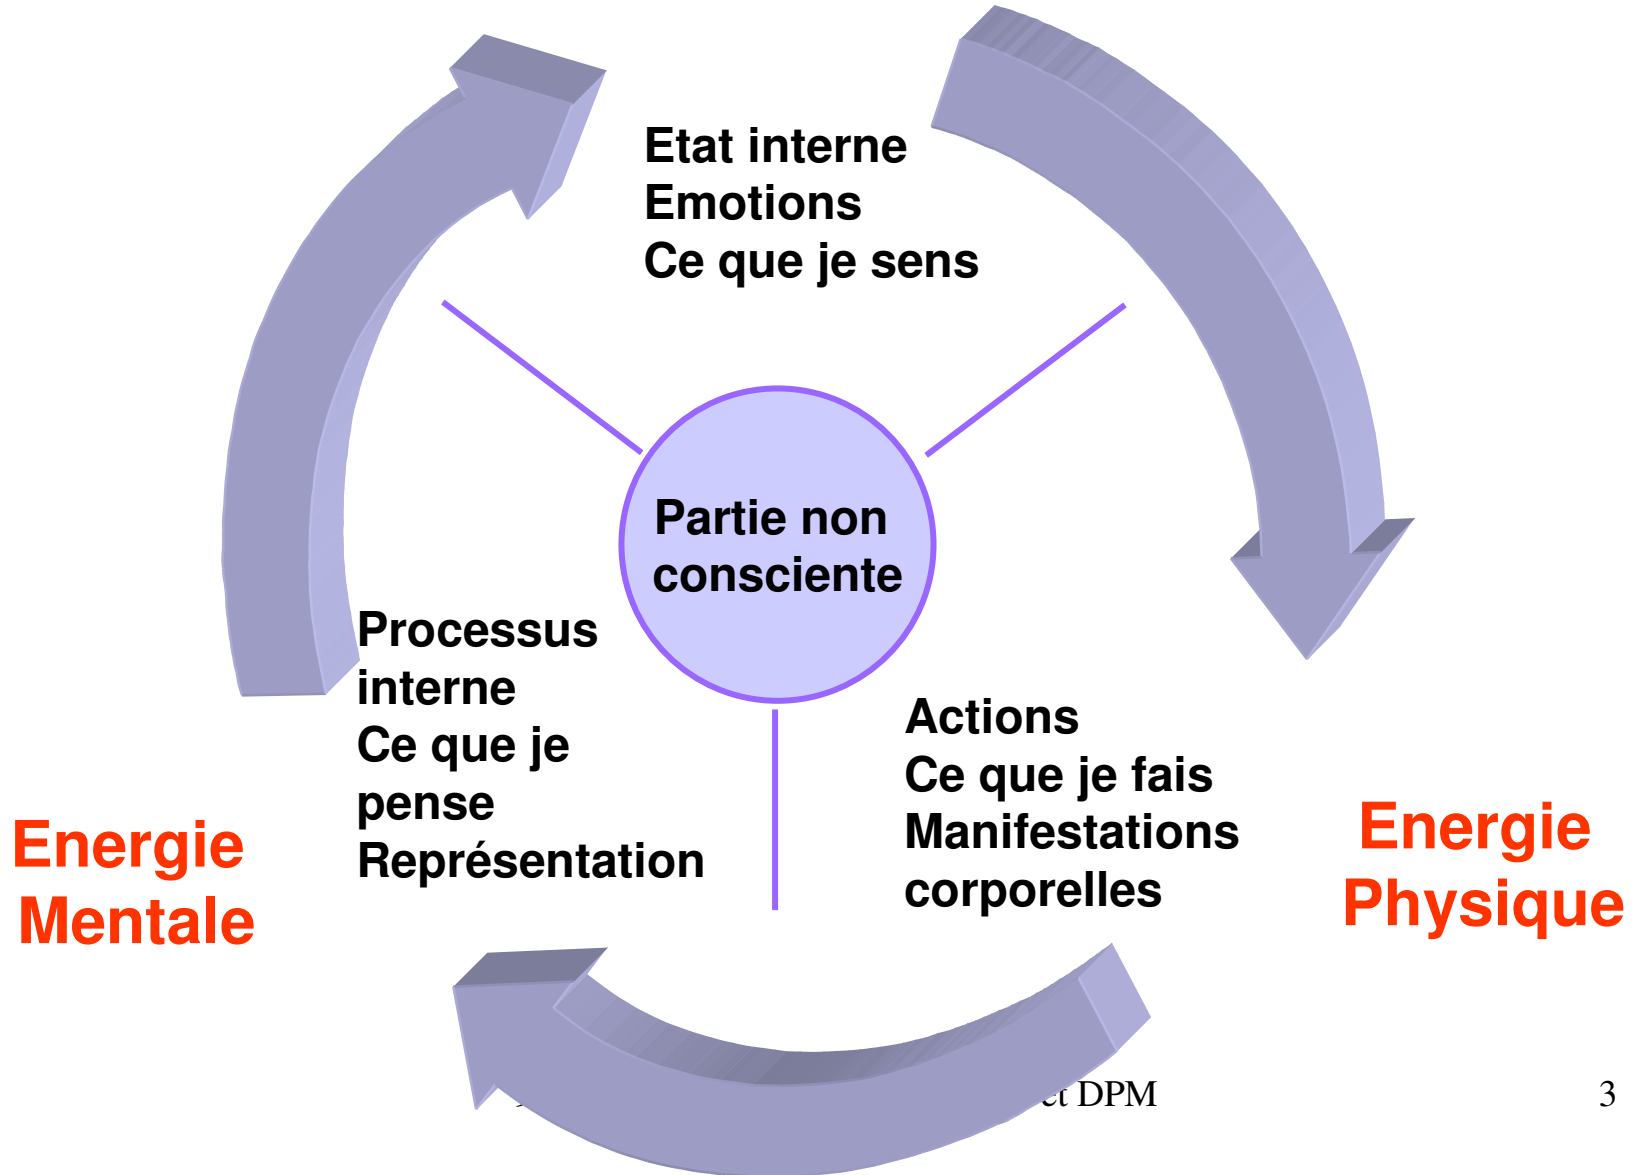 Etat interne
Emotions
Ce que je sens
Partie non
consciente
Processus
interne
Ce que je
pense
Représentation
Actions
Ce que je fais
Manifestations
corporelles
Energie
Mentale
Energie
Physique
et DPM
3